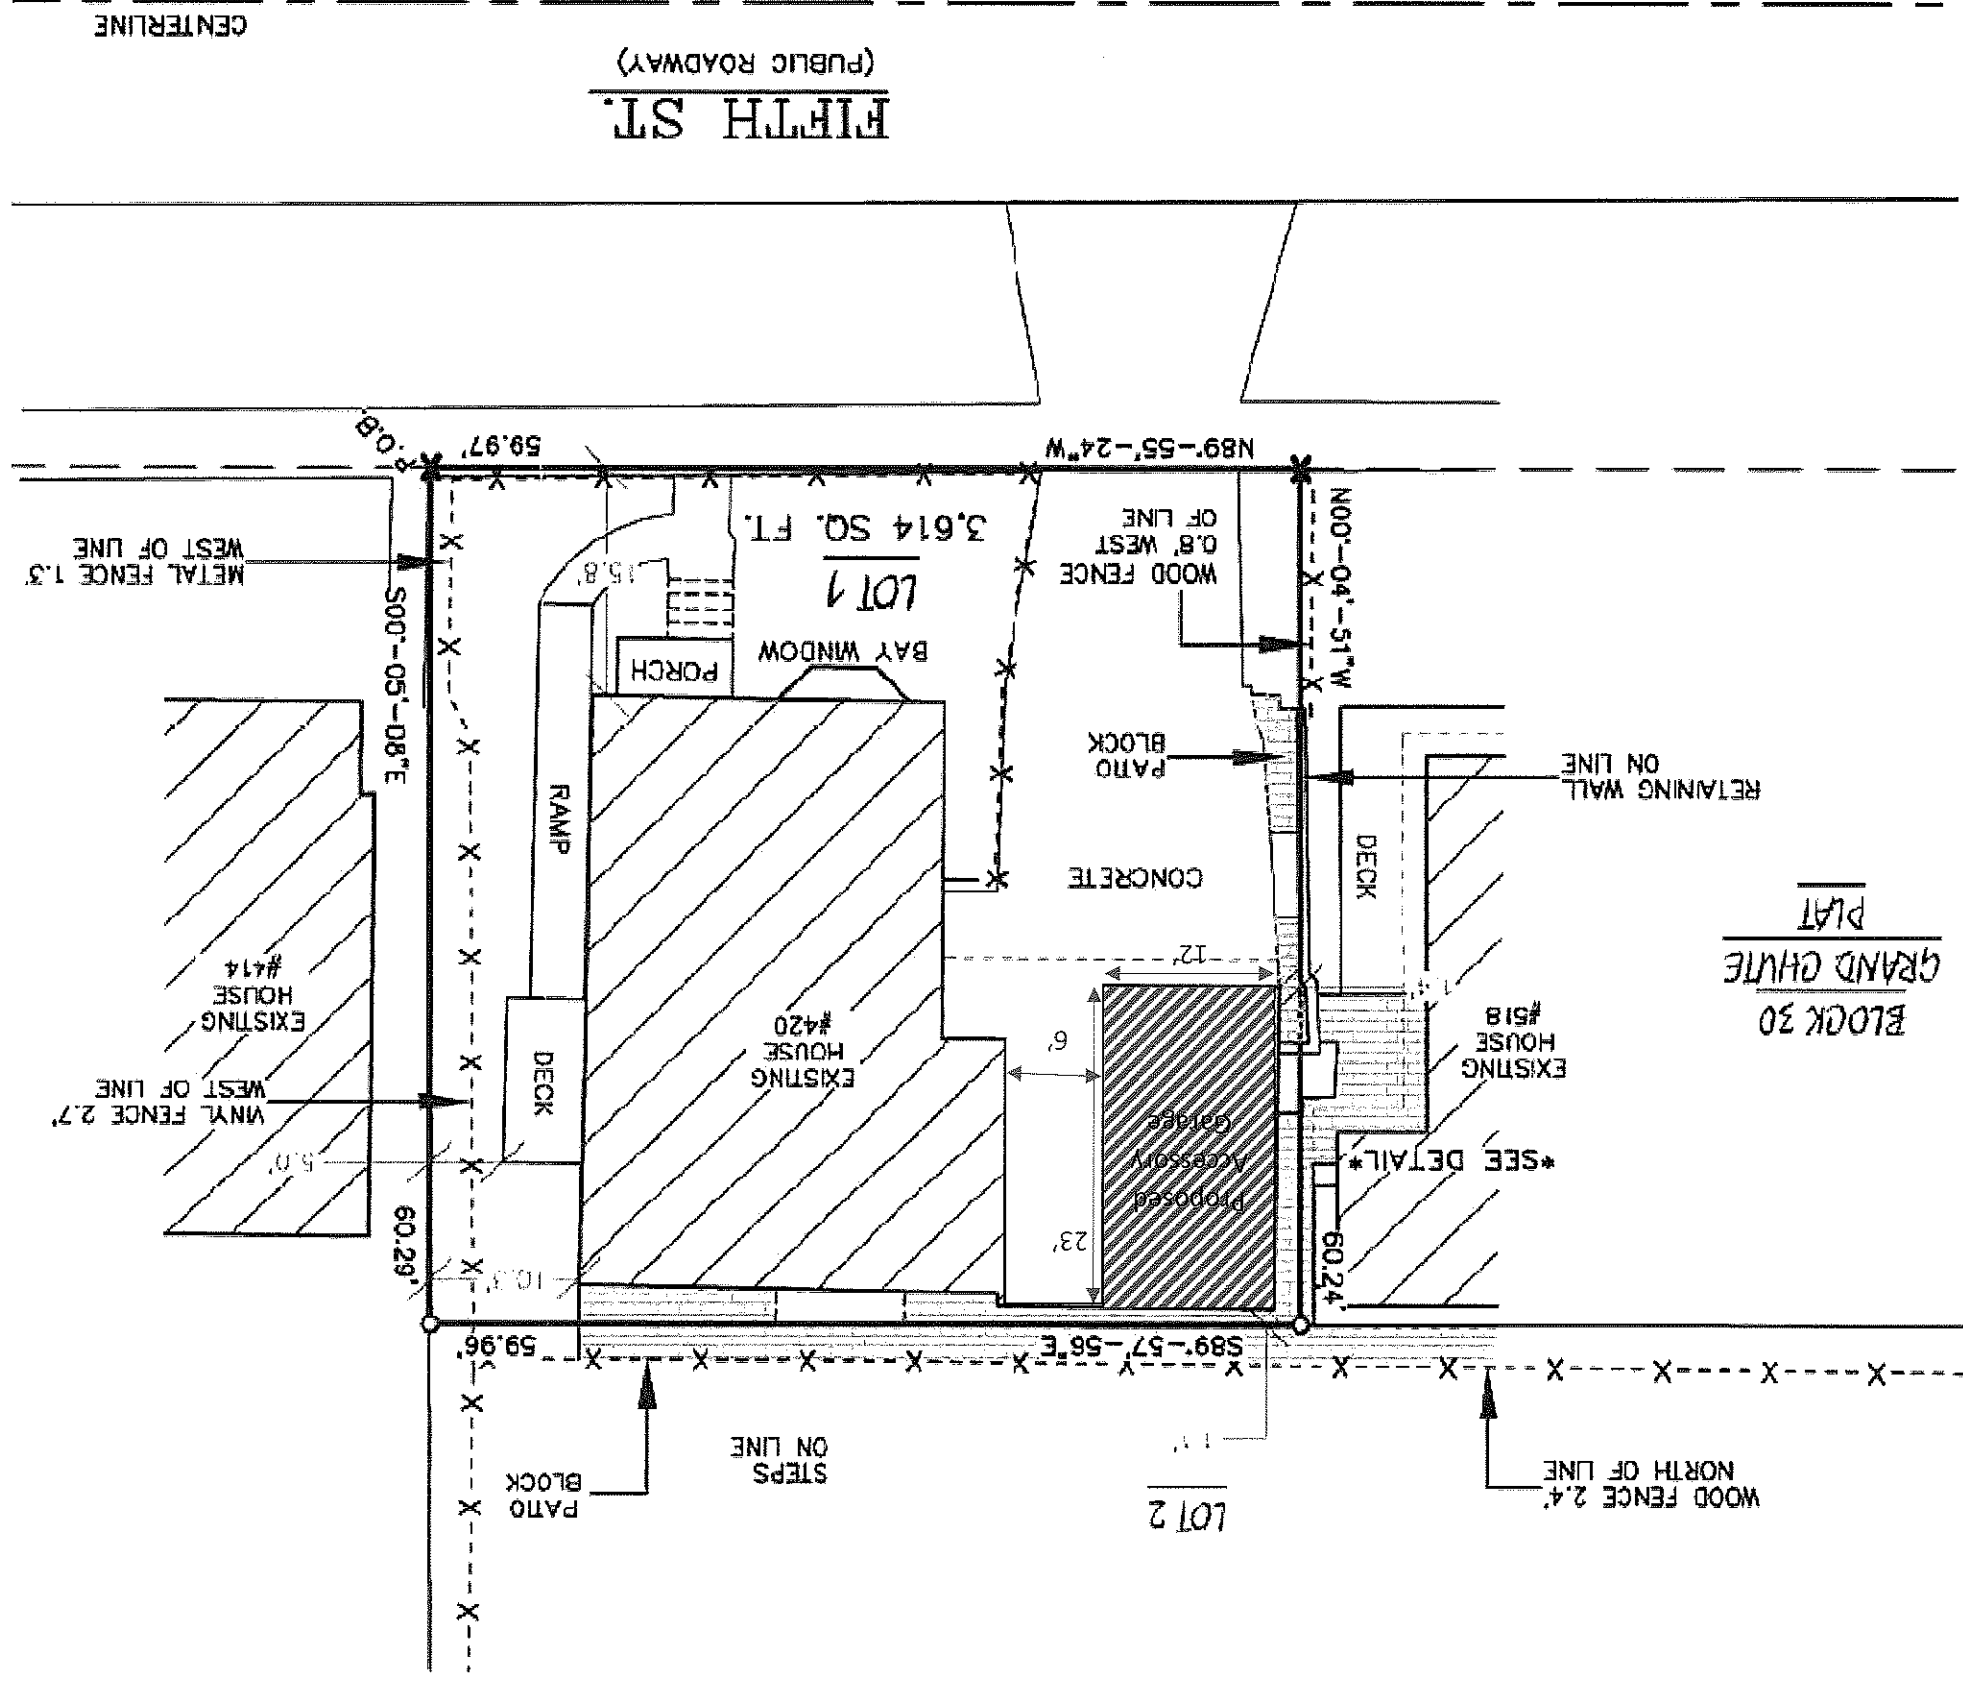 WOOD FENCE 2.4'
NORTH OF LINE
LOT 2
PATIO
BLOCK
STEPS
ON LINE
S89°-57'-56"E
59.96'
60.24'
23'
10.3'
60.29'
Proposed
Accessory
Garage
*SEE DETAIL*
5.0'
VINYL FENCE 2.7'
WEST OF LINE
EXISTING
HOUSE
#518
6'
EXISTING
HOUSE
#420
DECK
BLOCK 30
GRAND CHUTE
PLAT
12'
EXISTING
HOUSE
#414
CONCRETE
DECK
RAMP
RETAINING WALL
ON LINE
PATIO
BLOCK
S00°-05'-08"E
PORCH
BAY WINDOW
N00°-04'-51"W
WOOD FENCE
0.8' WEST
OF LINE
LOT 1
3,614 SQ. FT.
15.8'
METAL FENCE 1.3'
WEST OF LINE
N89°-55'-24"W
59.97'
0.8'
FIFTH ST.
(PUBLIC ROADWAY)
CENTERLINE